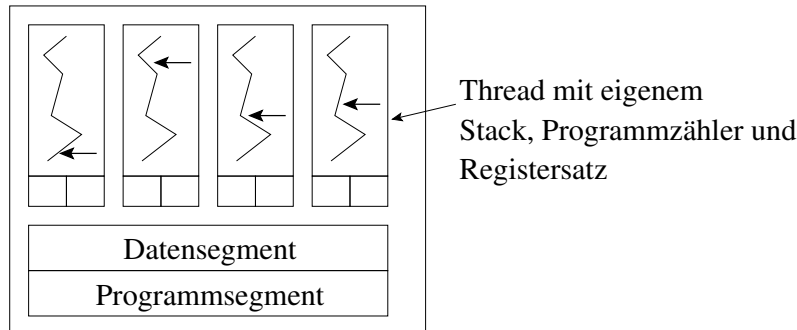 Thread mit eigenem
Stack, Programmzähler und
Registersatz
Datensegment
Programmsegment